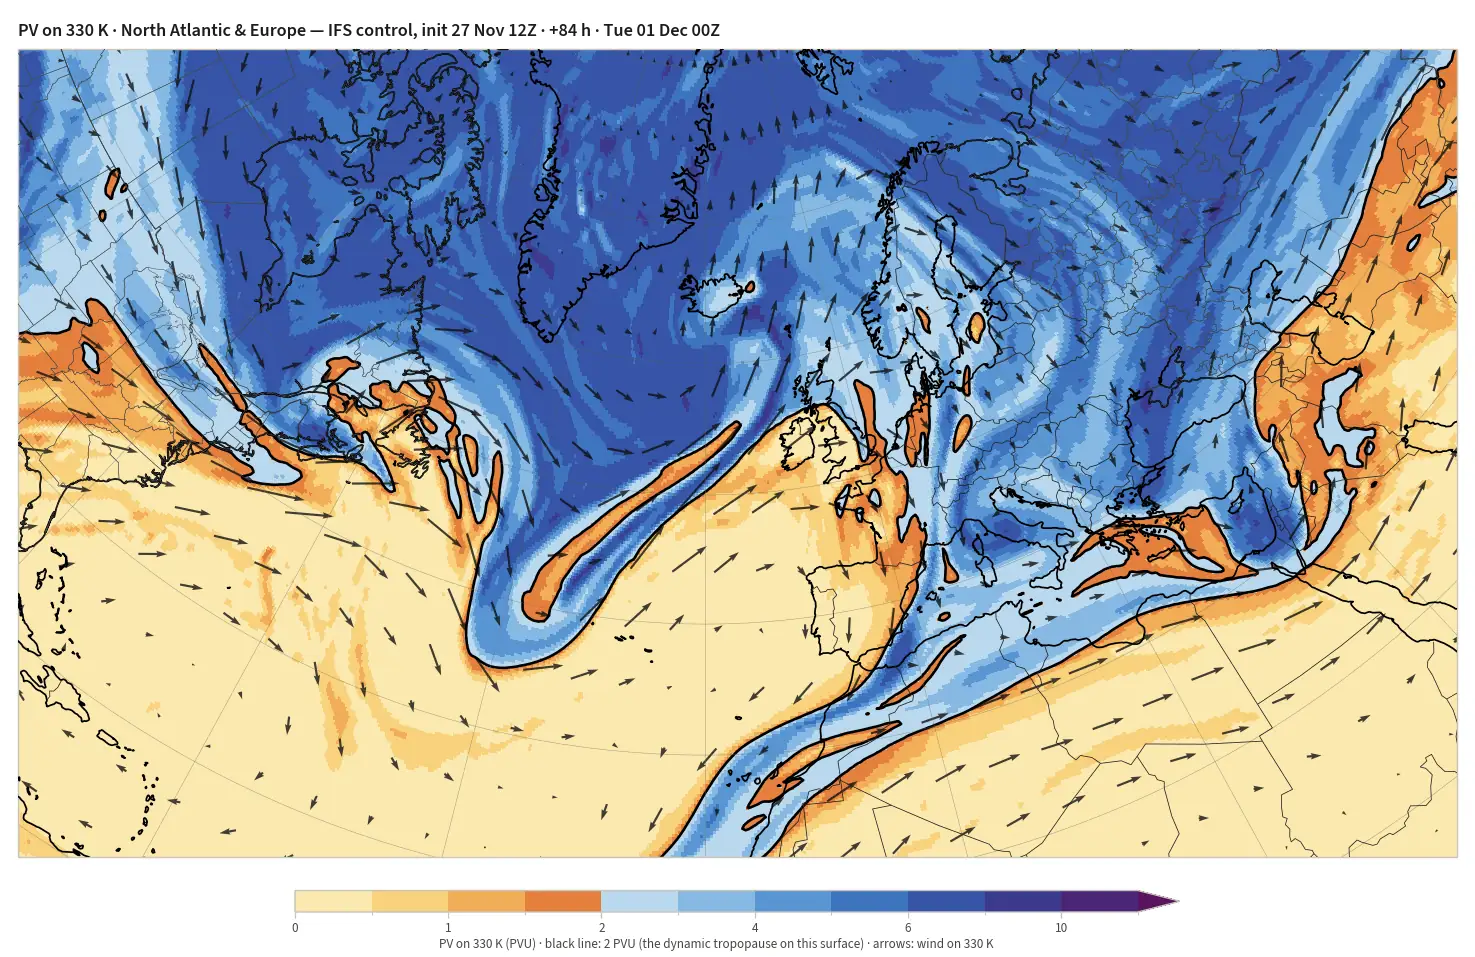 PV on 330 K · North Atlantic & Europe — IFS control, init 27 Nov 12Z · +84 h · Tue 01 Dec 00Z
0 1 2 4 6 10
PV on 330 K (PVU) · black line: 2 PVU (the dynamic tropopause on this surface) · arrows: wind on 330 K